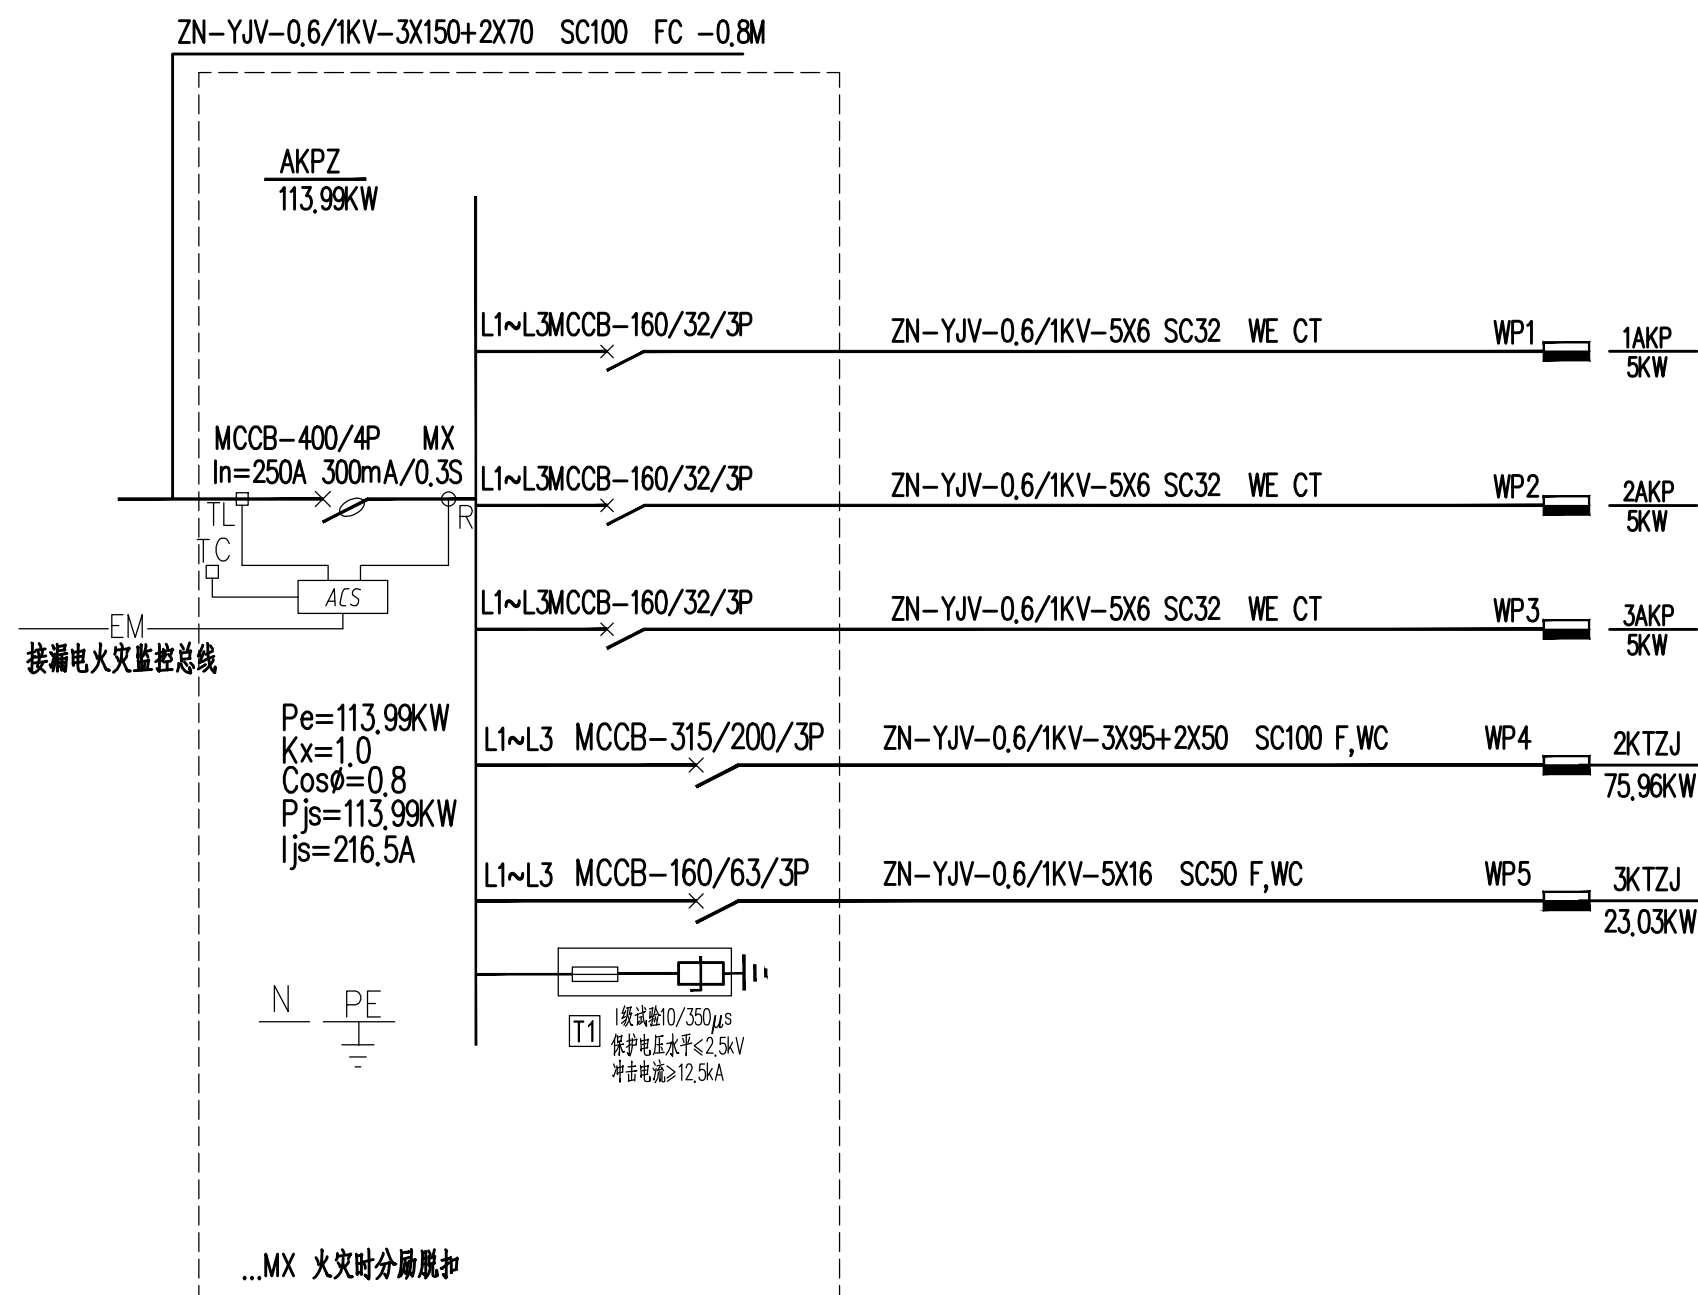 ZN-YJV-0.6/1KV-3X150+2X70 SC100 FC -0.8M
AKPZ
113.99KW
L1~L3MCCB-160/32/3P ZN-YJV-0.6/1KV-5X6 SC32 WE CT WP1 1AKP
5KW
MCCB-400/4P MX
In=250A 300mA/0.3S
L1~L3MCCB-160/32/3P ZN-YJV-0.6/1KV-5X6 SC32 WE CT WP2 2AKP
5KW
TL
R
TC
ACS
L1~L3MCCB-160/32/3P ZN-YJV-0.6/1KV-5X6 SC32 WE CT WP3 3AKP
5KW
EM
接漏电火灾监控总线
Pe=113.99KW
Kx=1.0
Cosø=0.8
Pjs=113.99KW
Ijs=216.5A
L1~L3 MCCB-315/200/3P ZN-YJV-0.6/1KV-3X95+2X50 SC100 F,WC WP4 2KTZJ
75.96KW
L1~L3 MCCB-160/63/3P ZN-YJV-0.6/1KV-5X16 SC50 F,WC WP5 3KTZJ
23.03KW
N PE
T1
I级试验10/350μs
保护电压水平≤2.5kV
冲击电流≥12.5kA
...MX 火灾时分励脱扣